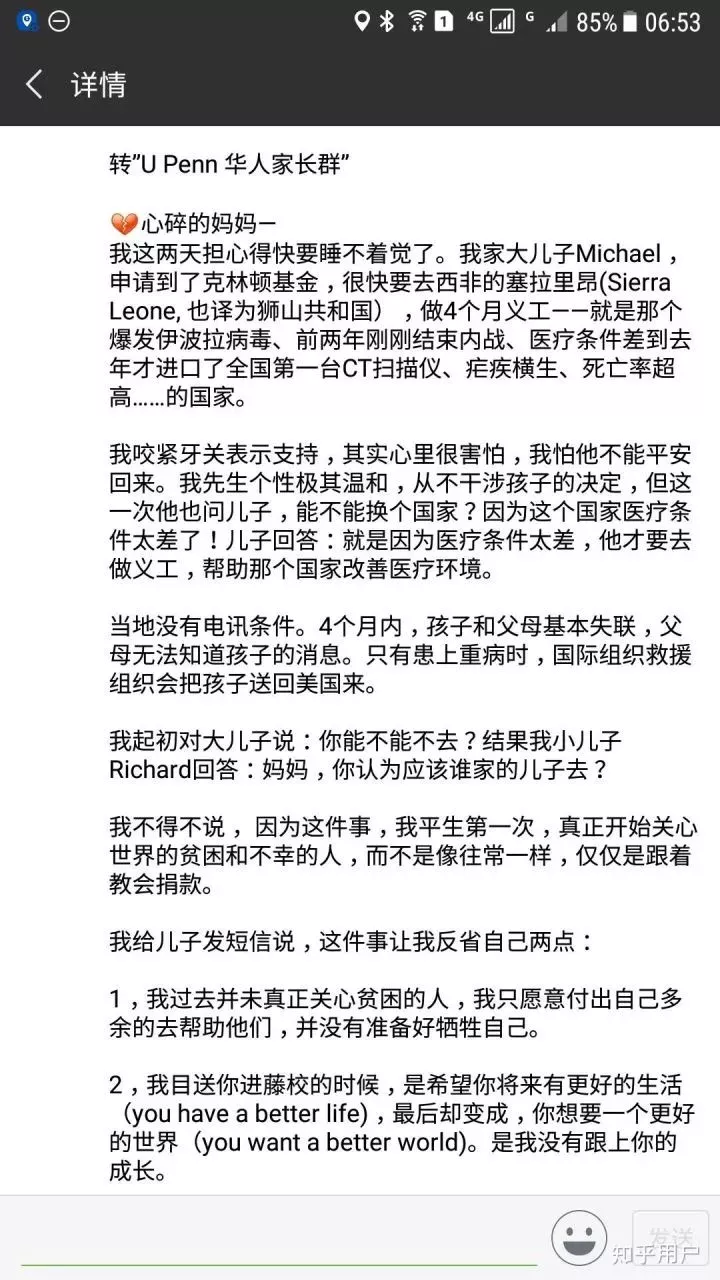 1 4G G 85% 06:53
详情
转”U Penn 华人家长群”
💔心碎的妈妈—
我这两天担心得快要睡不着觉了。我家大儿子Michael，
申请到了克林顿基金，很快要去西非的塞拉里昂(Sierra
Leone, 也译为狮山共和国），做4个月义工——就是那个
爆发伊波拉病毒、前两年刚刚结束内战、医疗条件差到去
年才进口了全国第一台CT扫描仪、疟疾横生、死亡率超
高……的国家。
我咬紧牙关表示支持，其实心里很害怕，我怕他不能平安
回来。我先生个性极其温和，从不干涉孩子的决定，但这
一次他也问儿子，能不能换个国家？因为这个国家医疗条
件太差了！儿子回答：就是因为医疗条件太差，他才要去
做义工，帮助那个国家改善医疗环境。
当地没有电讯条件。4个月内，孩子和父母基本失联，父
母无法知道孩子的消息。只有患上重病时，国际组织救援
组织会把孩子送回美国来。
我起初对大儿子说：你能不能不去？结果我小儿子
Richard回答：妈妈，你认为应该谁家的儿子去？
我不得不说， 因为这件事，我平生第一次，真正开始关心
世界的贫困和不幸的人，而不是像往常一样，仅仅是跟着
教会捐款。
我给儿子发短信说，这件事让我反省自己两点：
1，我过去并未真正关心贫困的人，我只愿意付出自己多
余的去帮助他们，并没有准备好牺牲自己。
2，我目送你进藤校的时候，是希望你将来有更好的生活
（you have a better life)，最后却变成，你想要一个更好
的世界（you want a better world)。是我没有跟上你的
成长。
发送
知乎用户